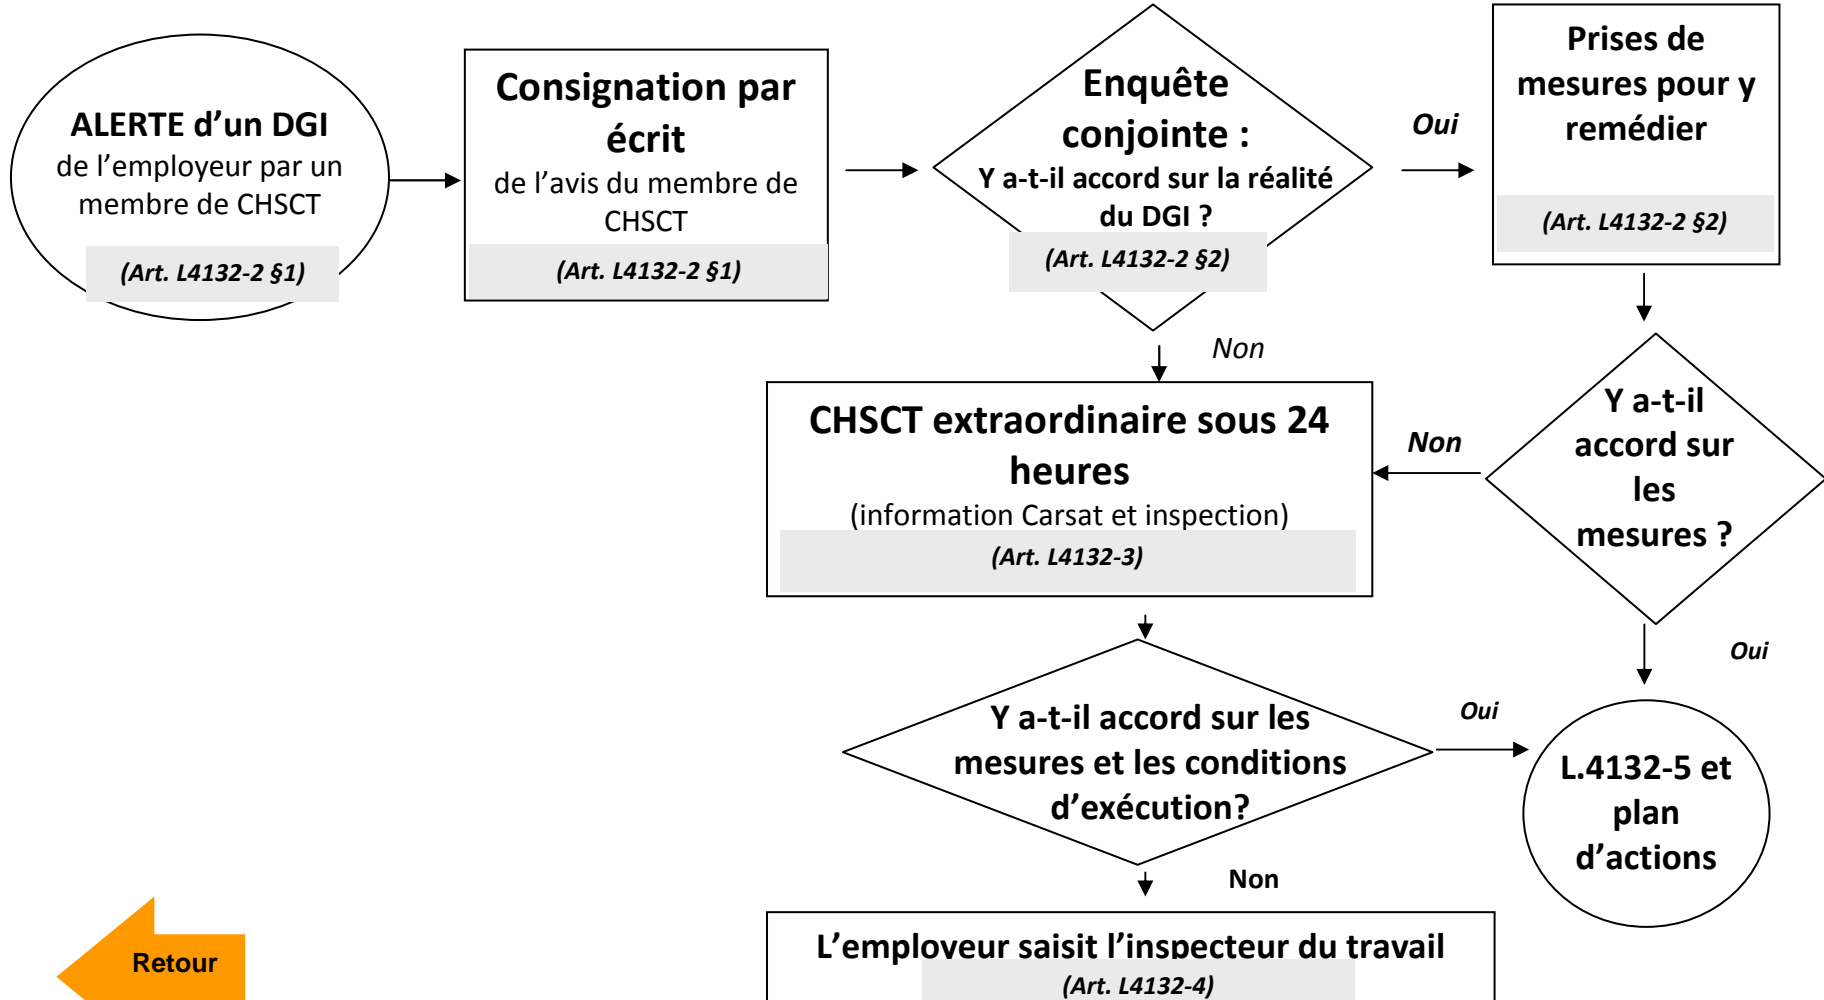 ALERTE d’un DGI
de l’employeur par un
membre de CHSCT
(Art. L4132-2 §1)
Consignation par
écrit
de l’avis du membre de
CHSCT
(Art. L4132-2 §1)
Enquête
conjointe :
Y a-t-il accord sur la réalité
du DGI ?
(Art. L4132-2 §2)
Oui
Prises de
mesures pour y
remédier
(Art. L4132-2 §2)
Non
CHSCT extraordinaire sous 24
heures
(information Carsat et inspection)
(Art. L4132-3)
Non
Y a-t-il
accord sur
les
mesures ?
Oui
Y a-t-il accord sur les
mesures et les conditions
d’exécution?
Oui
L.4132-5 et
plan
d’actions
Non
L’employeur saisit l’inspecteur du travail
(Art. L4132-4)
Retour